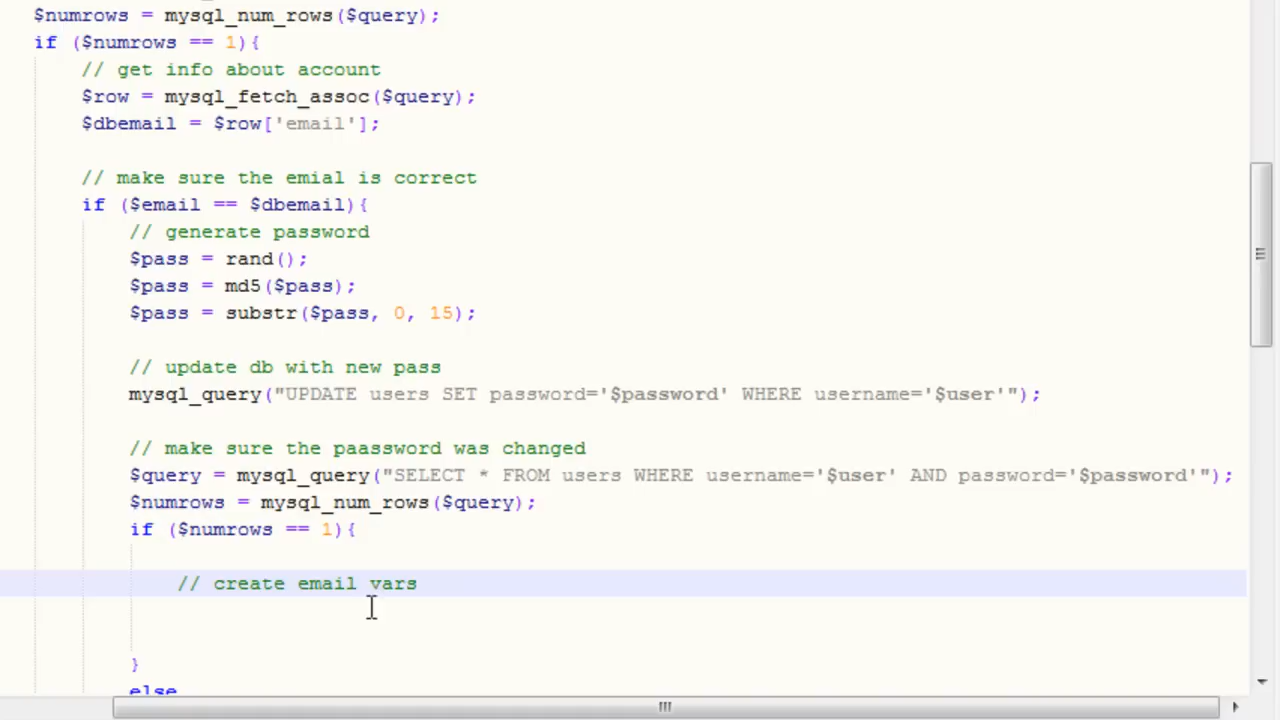 $numrows = mysql_num_rows($query);
if ($numrows == 1){
// get info about account
$row = mysql_fetch_assoc($query);
$dbemail = $row['email'];
// make sure the emial is correct
if ($email == $dbemail){
// generate password
$pass = rand();
$pass = md5($pass);
$pass = substr($pass, 0, 15);
// update db with new pass
mysql_query("UPDATE users SET password='$password' WHERE username='$user'");
// make sure the paassword was changed
$query = mysql_query("SELECT * FROM users WHERE username='$user' AND password='$password'");
$numrows = mysql_num_rows($query);
if ($numrows == 1){
// create email vars
}
else